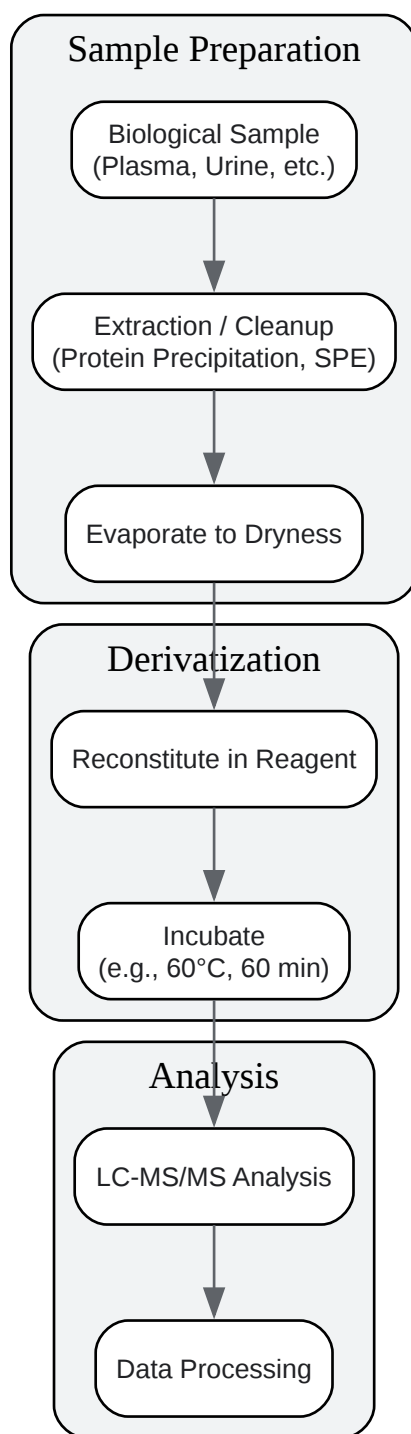 Sample Preparation
Biological Sample
(Plasma, Urine, etc.)
Extraction / Cleanup
(Protein Precipitation, SPE)
Evaporate to Dryness
Derivatization
Reconstitute in Reagent
Incubate
(e.g., 60°C, 60 min)
Analysis
LC-MS/MS Analysis
Data Processing